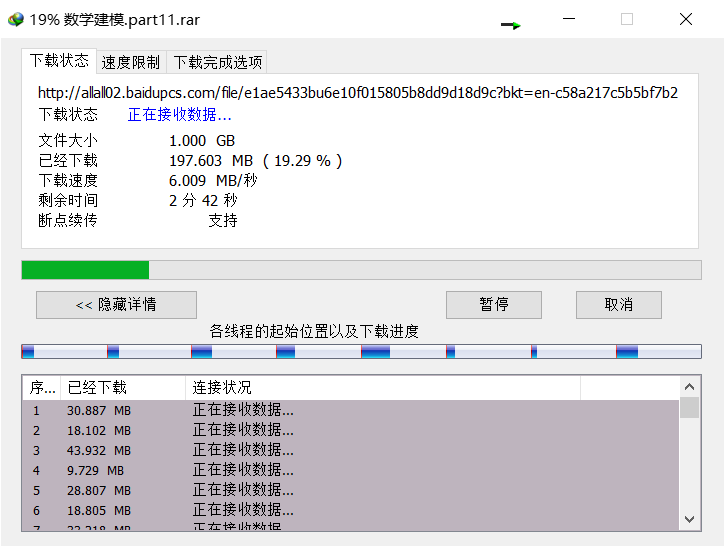 19% 数学建模.part11.rar
下载状态 速度限制 下载完成选项
http://allall02.baidupcs.com/file/e1ae5433bu6e10f015805b8dd9d18d9c?bkt=en-c58a217c5b5bf7b2
下载状态 正在接收数据...
文件大小 1.000 GB
已经下载 197.603 MB ( 19.29 % )
下载速度 6.009 MB/秒
剩余时间 2 分 42 秒
断点续传 支持
<< 隐藏详情 暂停 取消
各线程的起始位置以及下载进度
序... 已经下载 连接状况
1 30.887 MB 正在接收数据...
2 18.102 MB 正在接收数据...
3 43.932 MB 正在接收数据...
4 9.729 MB 正在接收数据...
5 28.807 MB 正在接收数据...
6 18.805 MB 正在接收数据...